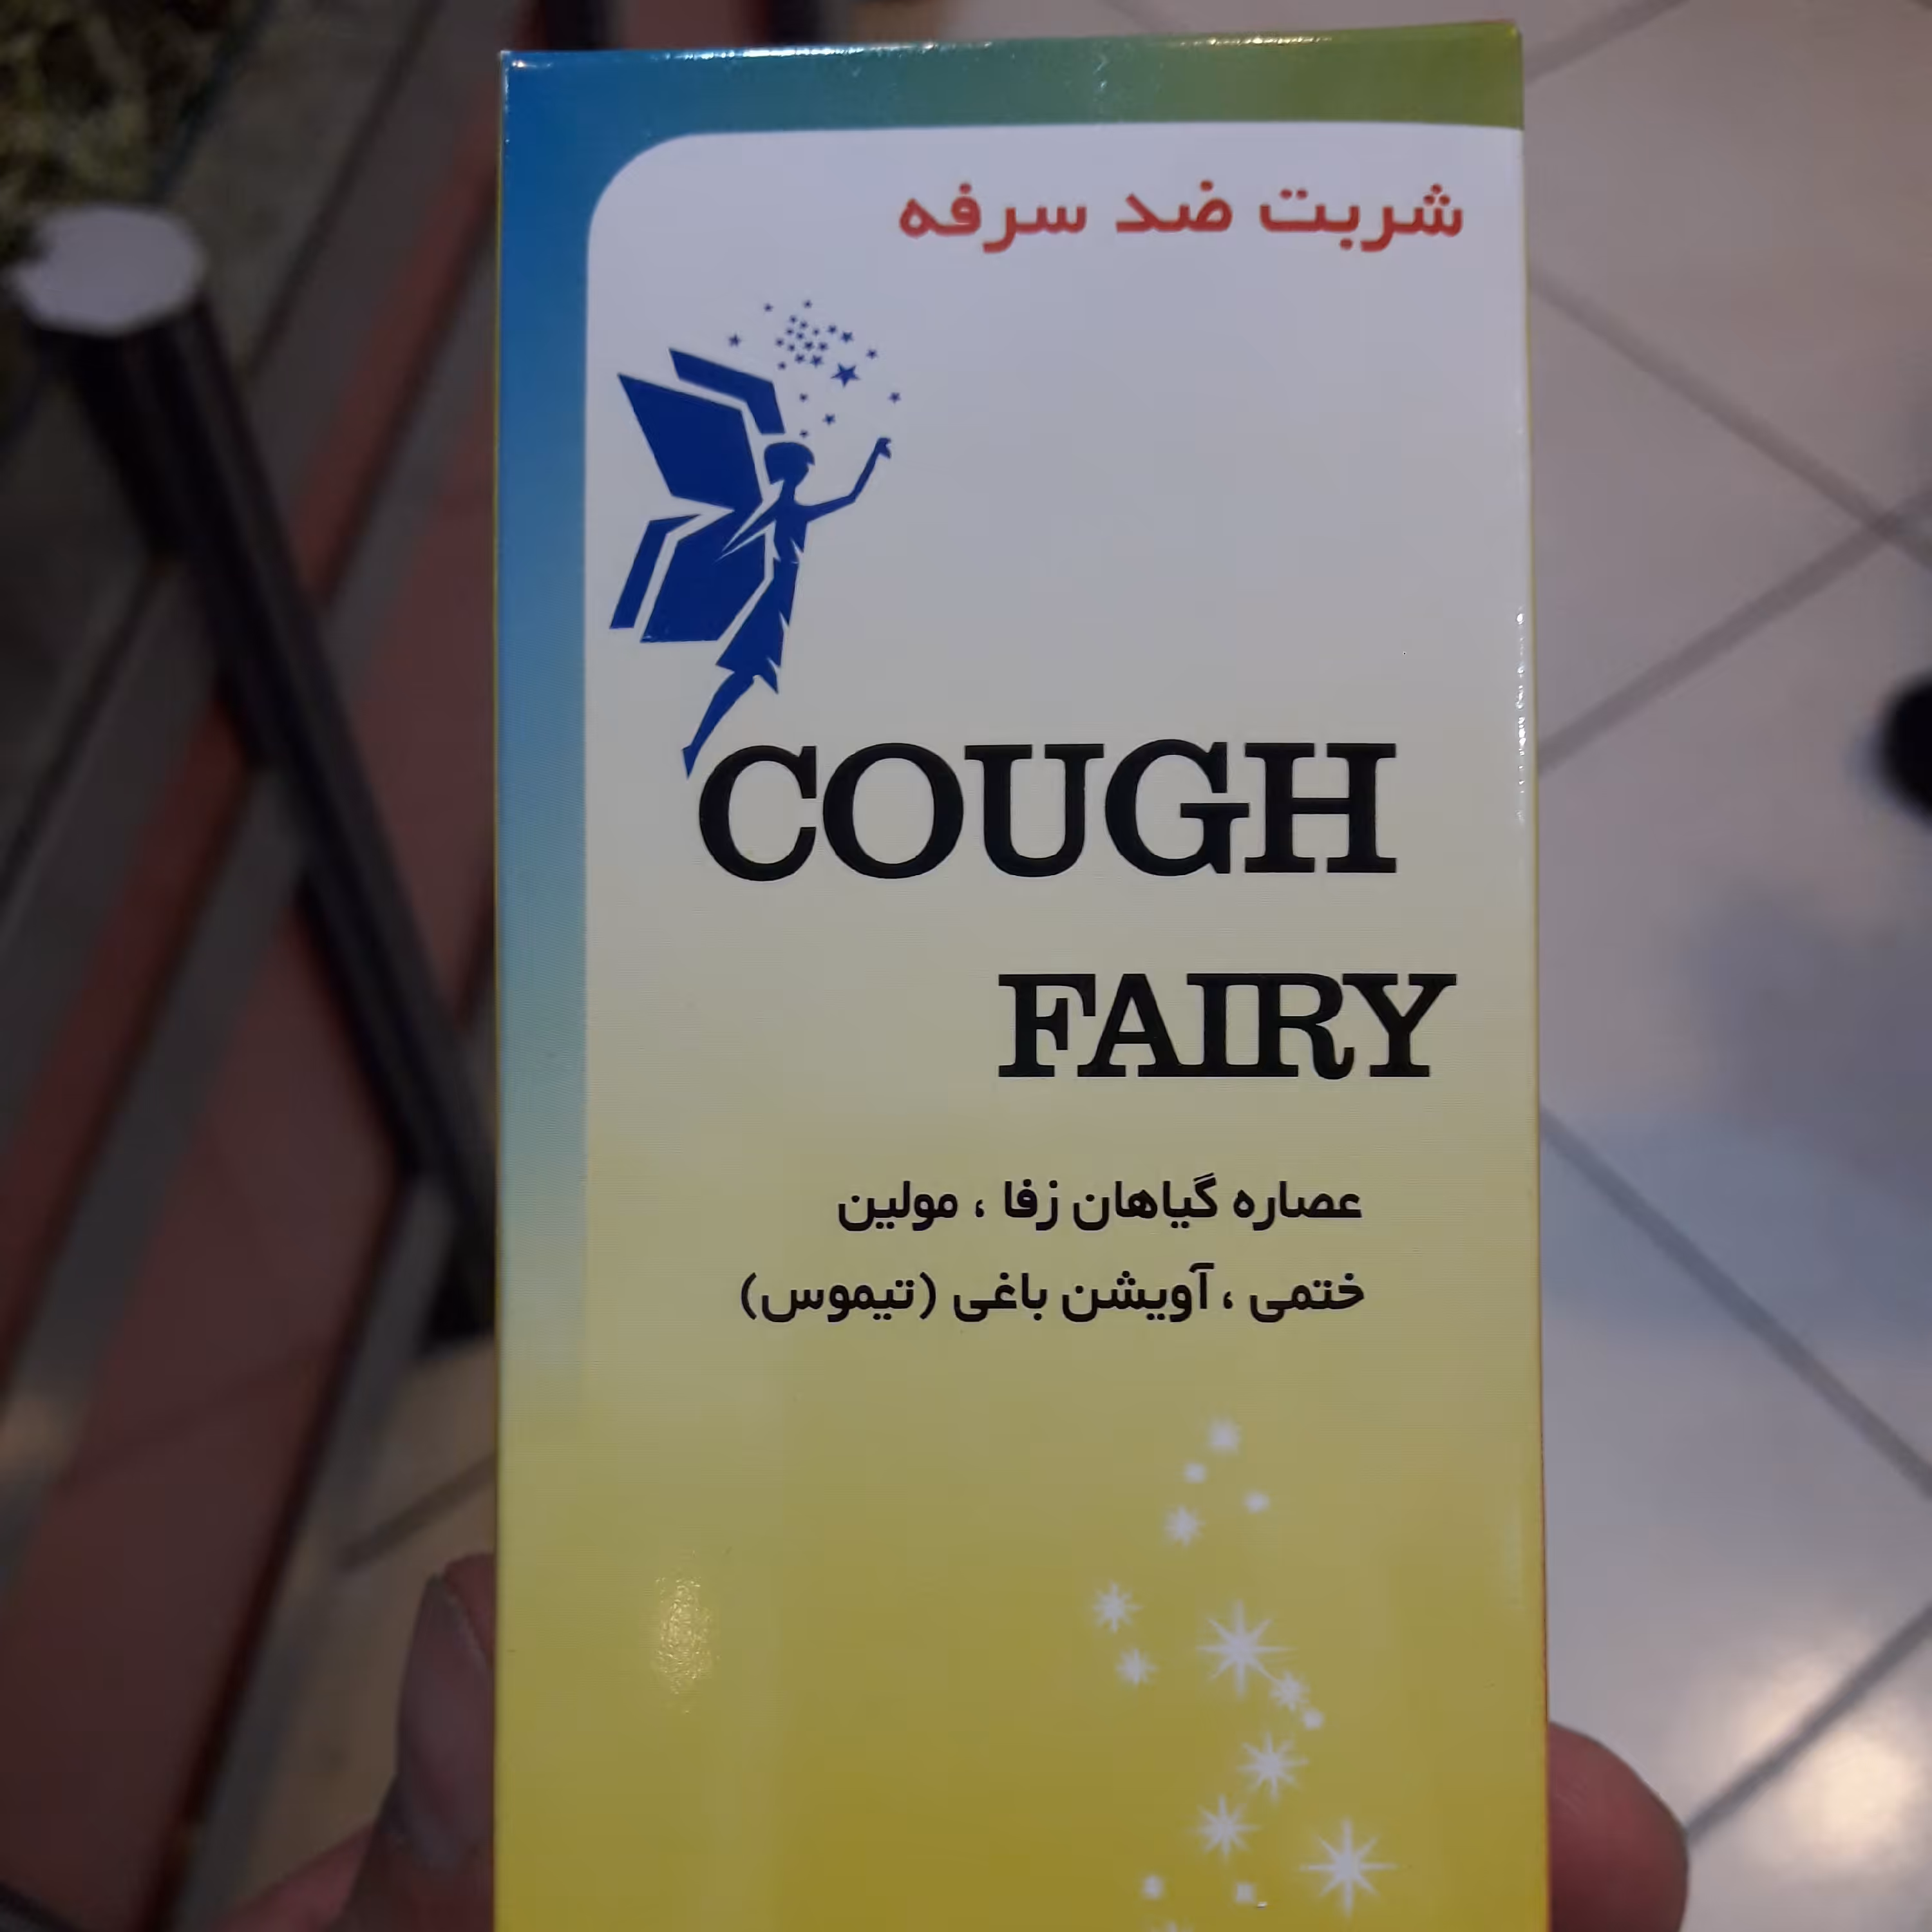 شربت ضد سرفه
COUGH
FAIRY
عصاره گیاهان زفا ، مولین
ختمی ، آویشن باغی (تیموس)